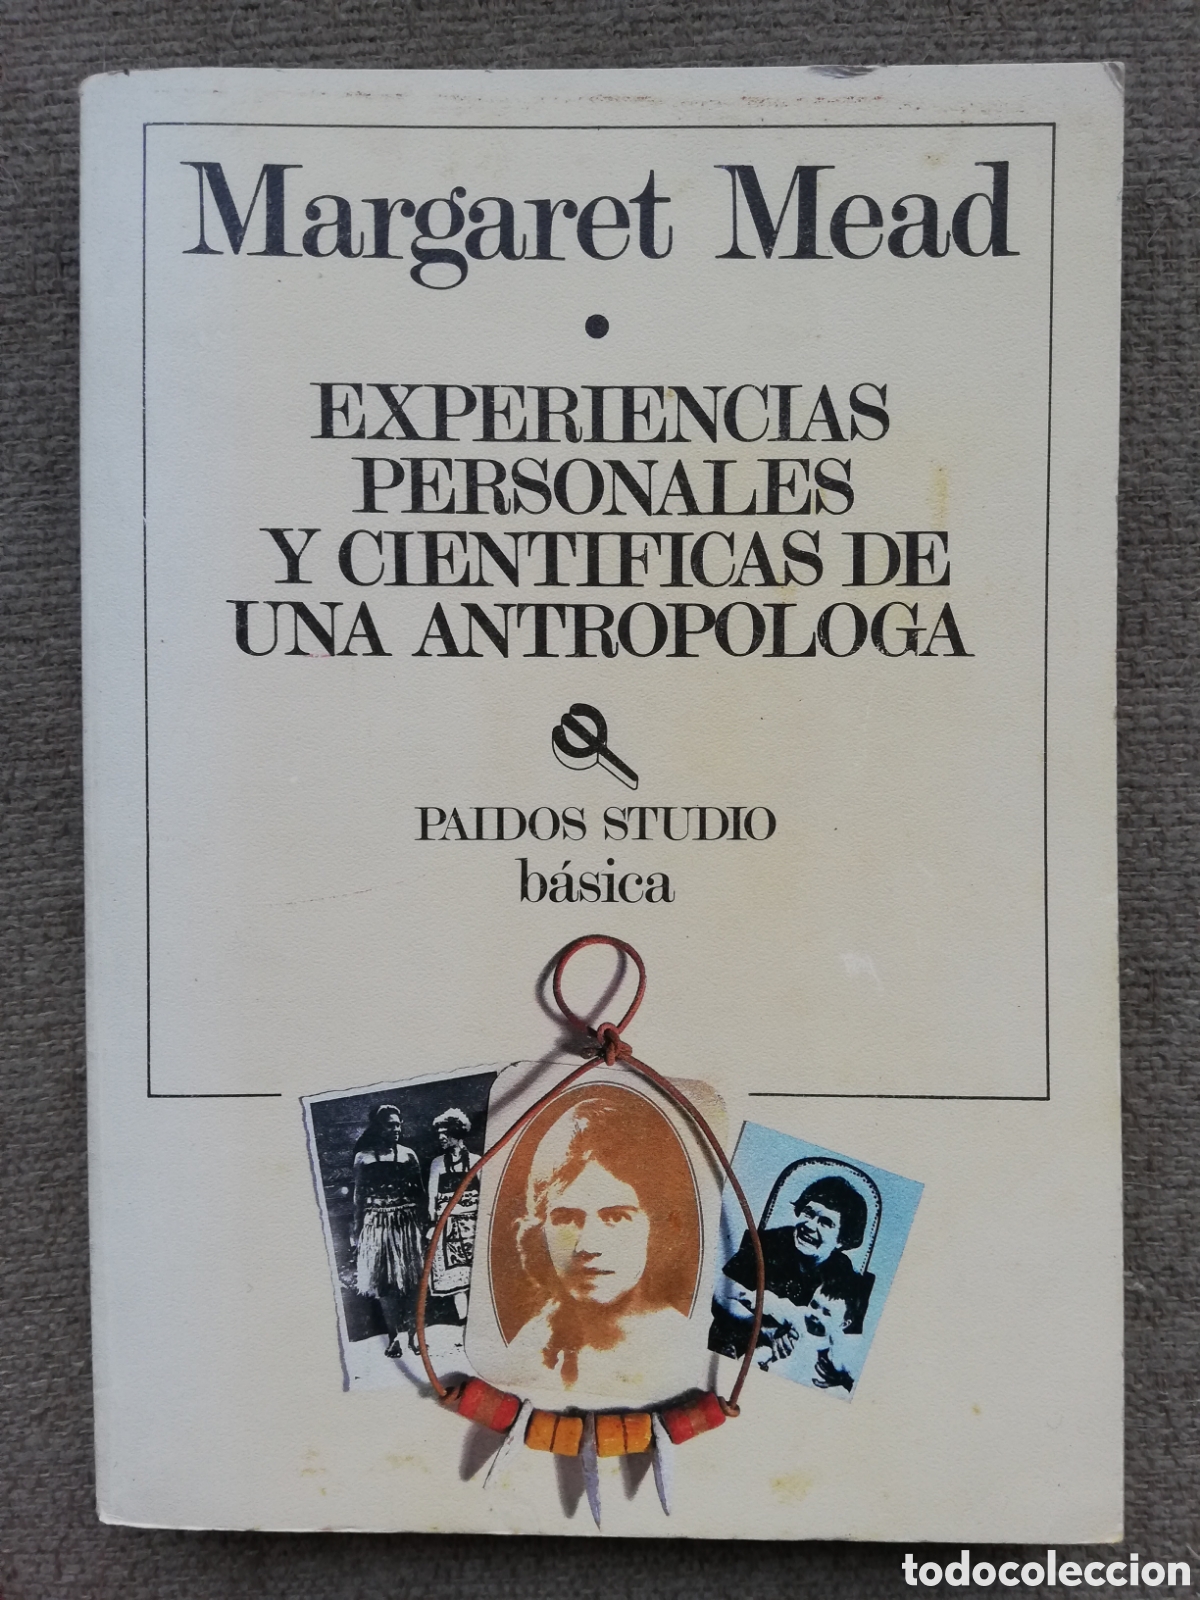 Margaret Mead
•
EXPERIENCIAS
PERSONALES
Y CIENTIFICAS DE
UNA ANTROPOLOGA
PAIDOS STUDIO
básica
todocoleccion